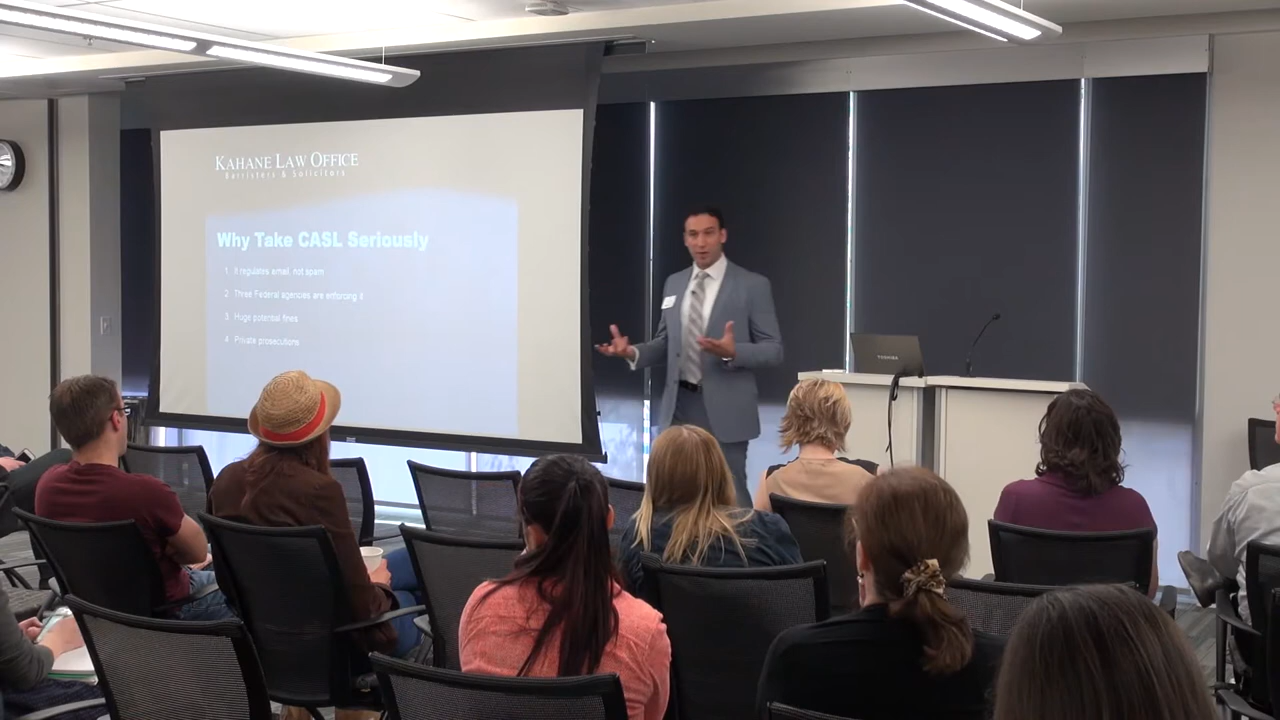 KAHANE LAW OFFICE
Barristers & Solicitors
Why Take CASL Seriously
1 It regulates email, not spam
2 Three Federal agencies are enforcing it
3 Huge potential fines
4 Private prosecutions
TOSHIBA